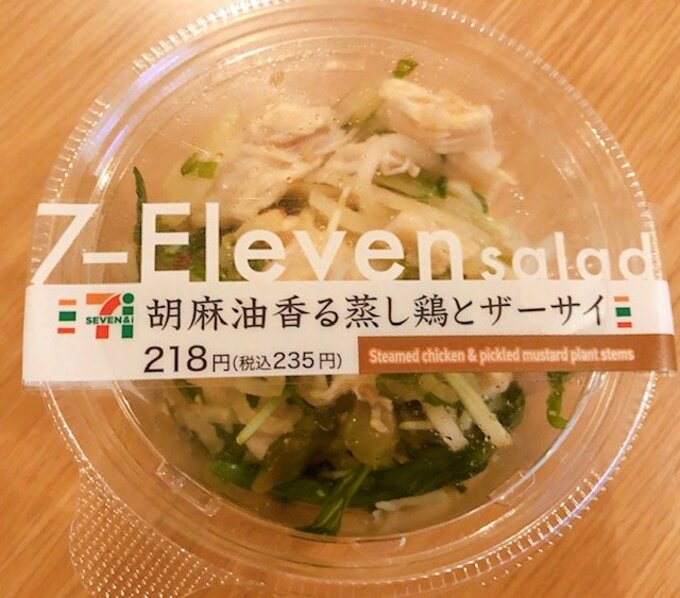 7-Eleven salad
SEVEN&i
胡麻油香る蒸し鶏とザーサイ
218円(税込235円)
Steamed chicken & pickled mustard plant stems